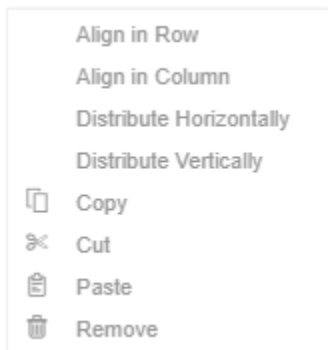 Align in Row
Align in Column
Distribute Horizontally
Distribute Vertically
Copy
Cut
Paste
Remove